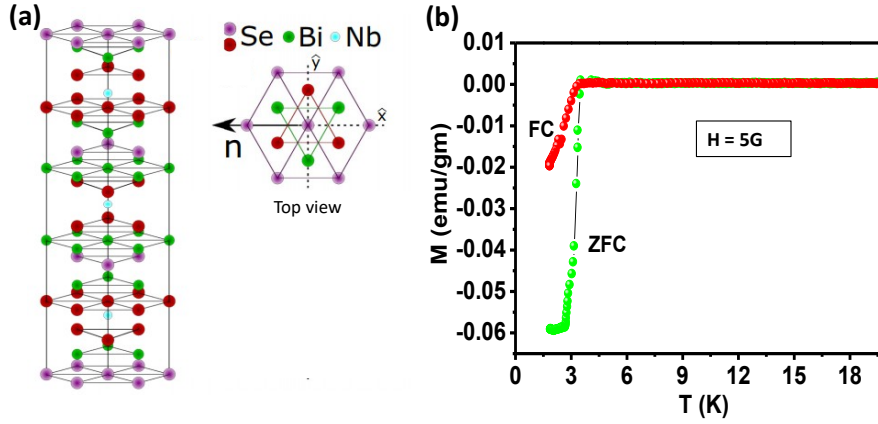 (a)
Se Bi Nb
ŷ
x̂
n
Top view
(b)
0.01
0.00
-0.01
-0.02
-0.03
-0.04
-0.05
-0.06
M (emu/gm)
FC
ZFC
H = 5G
0 3 6 9 12 15 18
T (K)